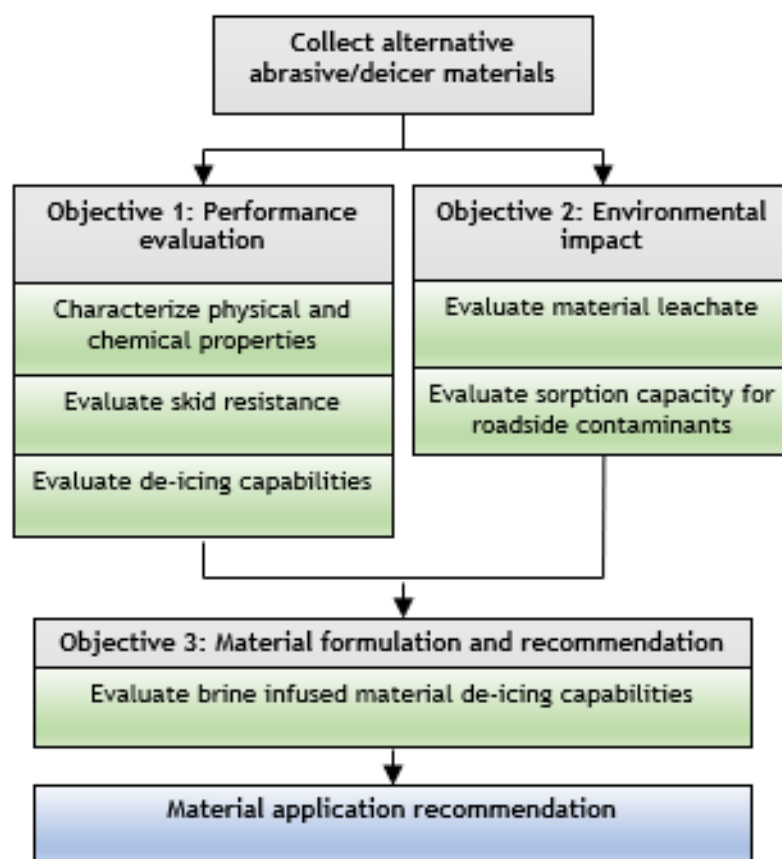 Collect alternative
abrasive/deicer materials
Objective 1: Performance
evaluation
Characterize physical and
chemical properties
Evaluate skid resistance
Evaluate de-icing capabilities
Objective 2: Environmental
impact
Evaluate material leachate
Evaluate sorption capacity for
roadside contaminants
Objective 3: Material formulation and recommendation
Evaluate brine infused material de-icing capabilities
Material application recommendation